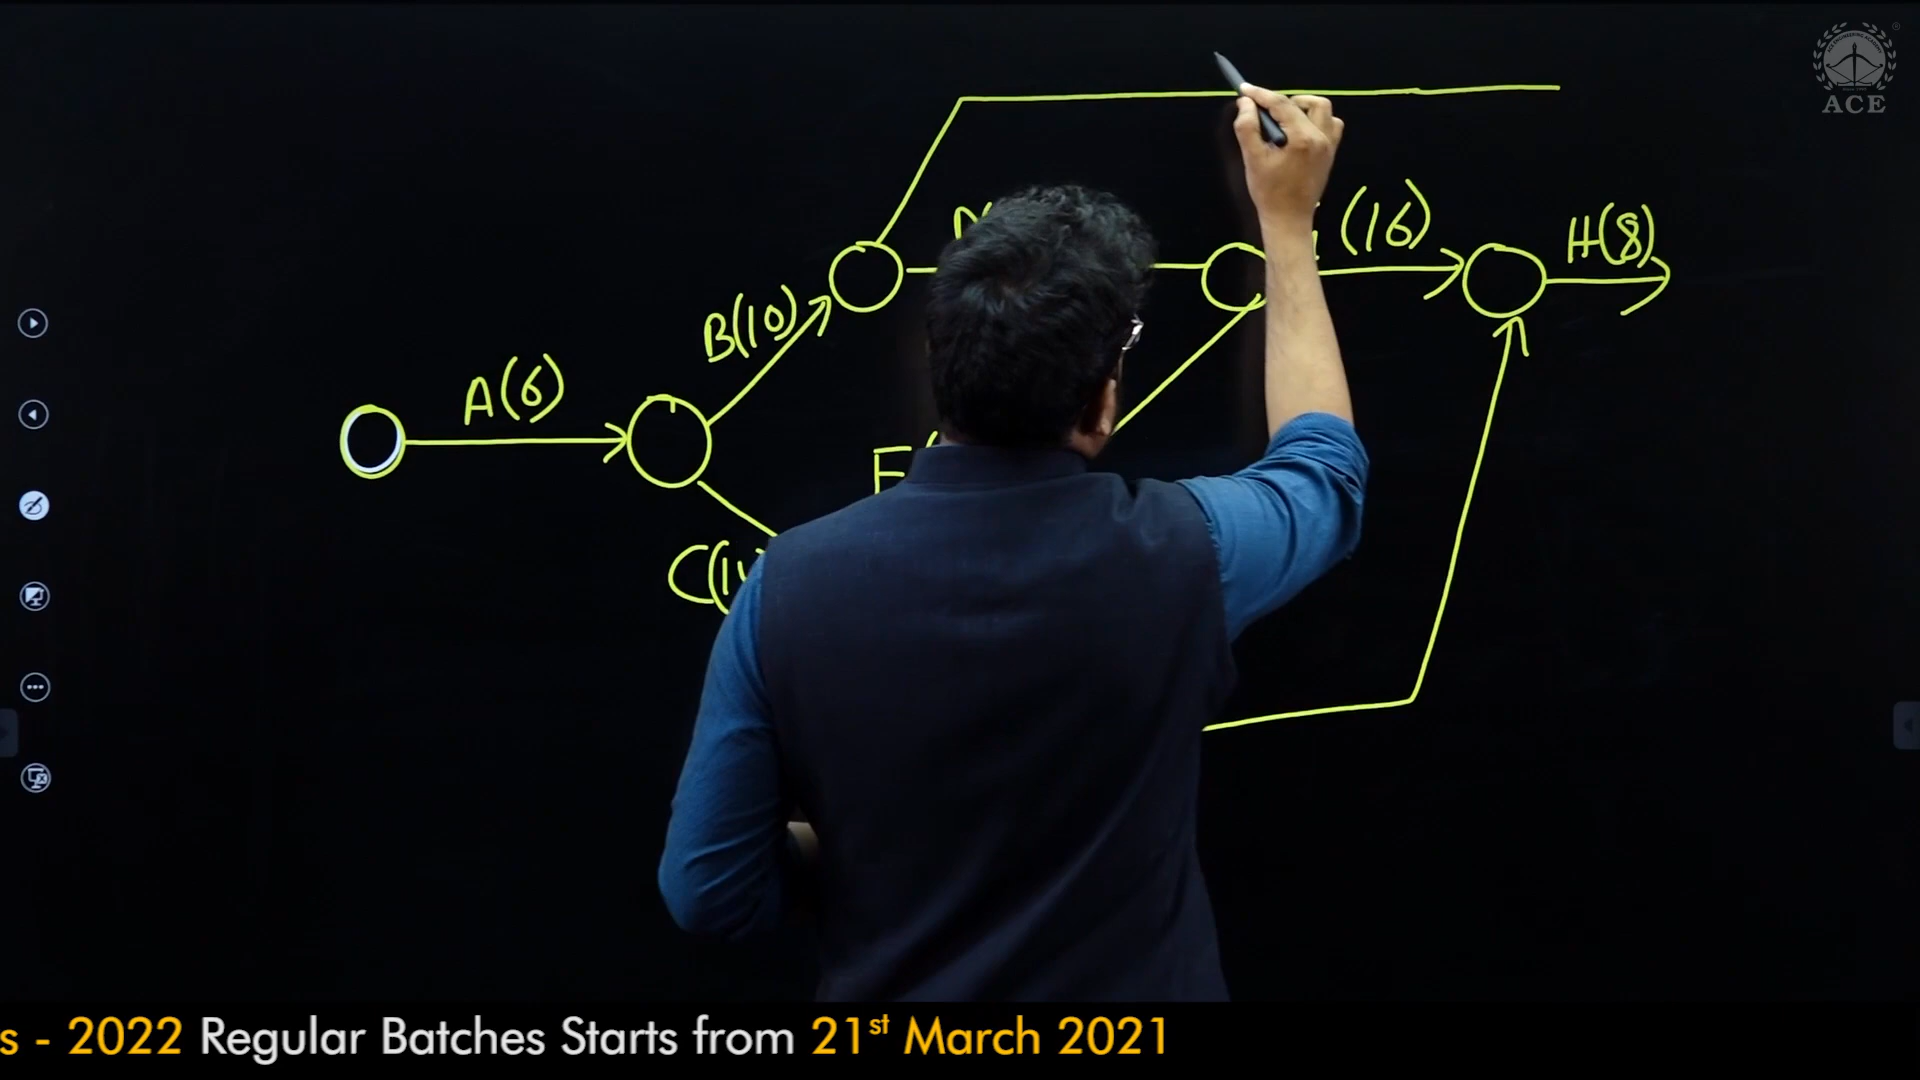 ACE
(16)
H(8)
B(10)
A(6)
s - 2022 Regular Batches Starts from 21st March 2021